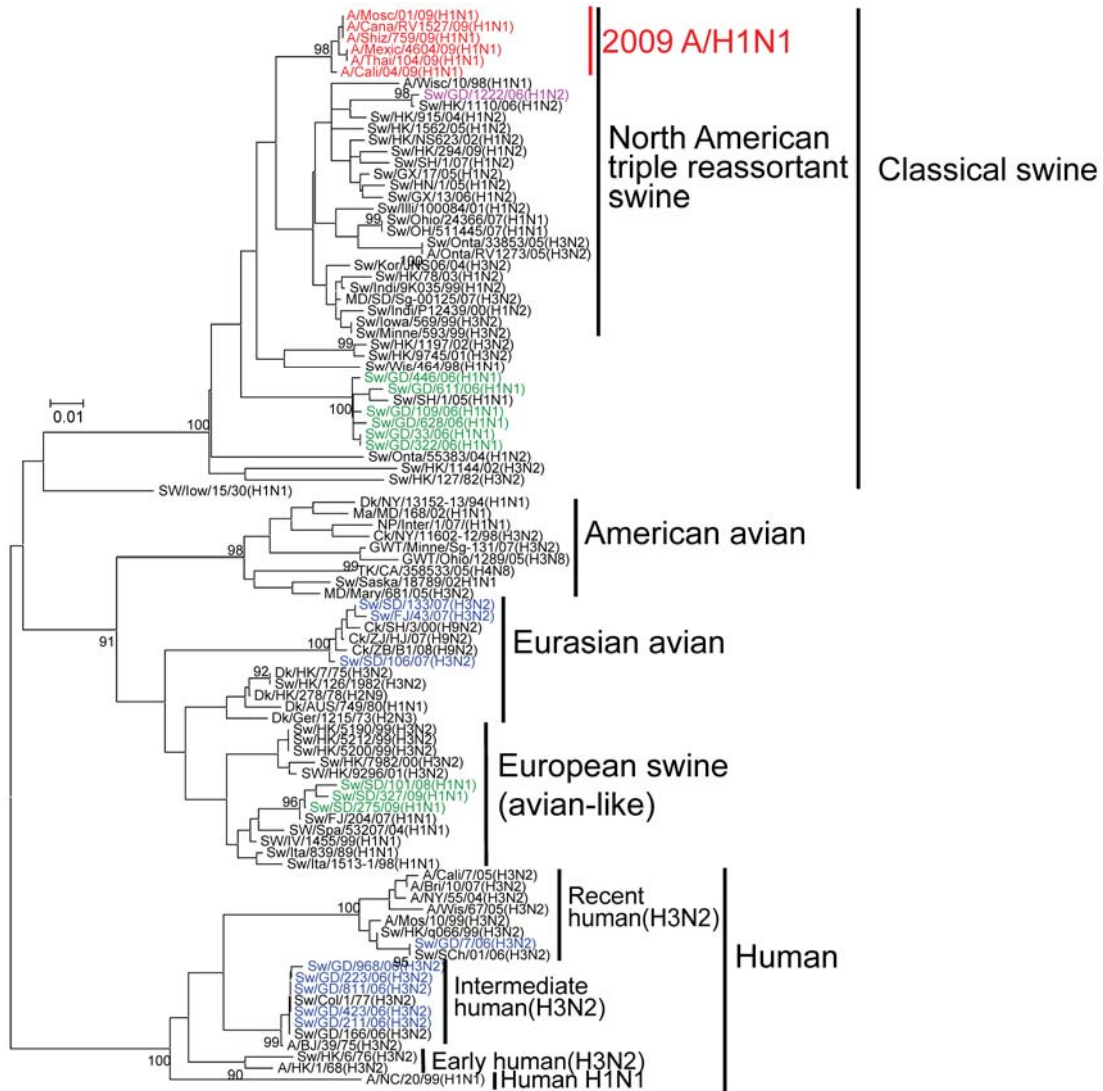 A/Mosc/01/09(H1N1)
A/Cana/RV1527/09(H1N1)
A/Shiz/759/09(H1N1)
A/Mexic/4604/09(H1N1)
A/Thai/104/09(H1N1)
98
A/Cali/04/09(H1N1)
2009 A/H1N1
A/Wisc/10/98(H1N1)
98
Sw/GD/1222/06(H1N2)
Sw/HK/1110/06(H1N2)
Sw/HK/915/04(H1N2)
Sw/HK/1562/05(H1N2)
Sw/HK/NS623/02(H1N2)
Sw/HK/294/09(H1N2)
Sw/SH/1/07(H1N2)
Sw/GX/17/05(H1N2)
Sw/HN/1/05(H1N2)
Sw/GX/13/06(H1N2)
Sw/Illi/100084/01(H1N2)
99
Sw/Ohio/24366/07(H1N1)
Sw/OH/511445/07(H1N1)
Sw/Onta/33853/05(H3N2)
A/Onta/RV1273/05(H3N2)
100
Sw/Kor/JNS06/04(H3N2)
Sw/HK/78/03(H1N2)
Sw/Indi/9K035/99(H1N2)
MD/SD/Sg-00125/07(H3N2)
Sw/Indi/P12439/00(H1N2)
Sw/Iowa/569/99(H3N2)
Sw/Minne/593/99(H3N2)
North American
triple reassortant
swine
Classical swine
Sw/HK/1197/02(H3N2)
99
Sw/HK/9745/01(H3N2)
Sw/Wis/464/98(H1N1)
Sw/GD/446/06(H1N1)
Sw/GD/611/06(H1N1)
Sw/SH/1/05(H1N1)
100
Sw/GD/109/06(H1N1)
Sw/GD/628/06(H1N1)
Sw/GD/33/06(H1N1)
Sw/GD/322/06(H1N1)
0.01
100
Sw/Onta/55383/04(H1N2)
Sw/HK/1144/02(H3N2)
Sw/HK/127/82(H3N2)
SW/Iow/15/30(H1N1)
Dk/NY/13152-13/94(H1N1)
Ma/MD/168/02(H1N1)
NP/Inter/1/07/(H1N1)
Ck/NY/11602-12/98(H3N2)
GWT/Minne/Sg-131/07(H3N2)
98
GWT/Ohio/1289/05(H3N8)
99
TK/CA/358533/05(H4N8)
Sw/Saska/18789/02H1N1
MD/Mary/681/05(H3N2)
American avian
91
Sw/SD/133/07(H3N2)
Sw/FJ/43/07(H3N2)
Ck/SH/3/00(H9N2)
100
Ck/ZJ/HJ/07(H9N2)
Ck/ZB/B1/08(H9N2)
Sw/SD/106/07(H3N2)
92
Dk/HK/7/75(H3N2)
Sw/HK/126/1982(H3N2)
Dk/HK/278/78(H2N9)
Dk/AUS/749/80(H1N1)
Dk/Ger/1215/73(H2N3)
Eurasian avian
Sw/HK/5190/99(H3N2)
Sw/HK/5212/99(H3N2)
Sw/HK/5200/99(H3N2)
Sw/HK/7982/00(H3N2)
SW/HK/9296/01(H3N2)
Sw/SD/101/08(H1N1)
Sw/SD/327/09(H1N1)
96
Sw/SD/275/09(H1N1)
Sw/FJ/204/07(H1N1)
SW/Spa/53207/04(H1N1)
SW/IV/1455/99(H1N1)
Sw/Ita/839/89(H1N1)
Sw/Ita/1513-1/98(H1N1)
European swine
(avian-like)
A/Cali/7/05(H3N2)
A/Bri/10/07(H3N2)
A/NY/55/04(H3N2)
100
A/Wis/67/05(H3N2)
A/Mos/10/99(H3N2)
Sw/HK/q066/99(H3N2)
Sw/GD/7/06(H3N2)
Sw/SCh/01/06(H3N2)
95
Recent
human(H3N2)
Human
Sw/GD/968/06(H3N2)
Sw/GD/223/06(H3N2)
Sw/GD/811/06(H3N2)
Sw/Col/1/77(H3N2)
Sw/GD/423/06(H3N2)
Sw/GD/211/06(H3N2)
Sw/GD/166/06(H3N2)
99
A/BJ/39/75(H3N2)
Intermediate
human(H3N2)
100
Sw/HK/6/76(H3N2)
A/HK/1/68(H3N2)
Early human(H3N2)
90
A/NC/20/99(H1N1)
Human H1N1